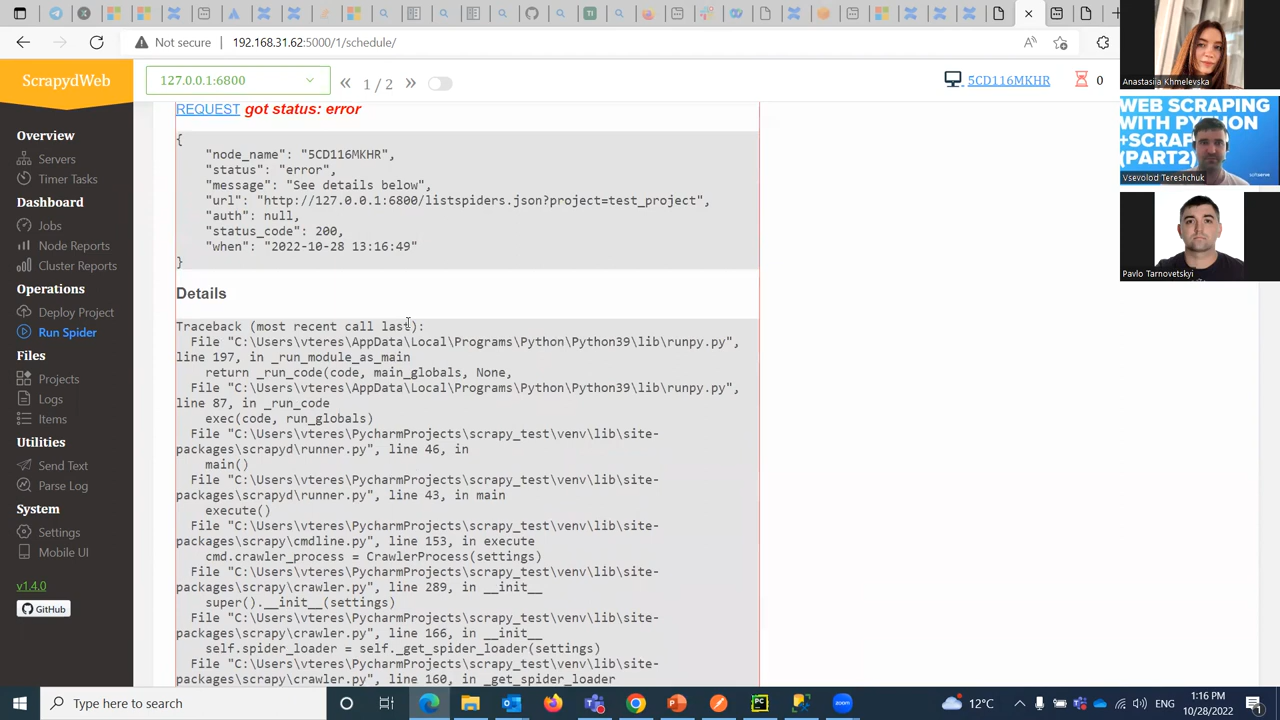 Not secure
192.168.31.62:5000/1/schedule/
ScrapydWeb
127.0.0.1:6800
1 / 2
5CD116MKHR
0
Overview
Servers
Timer Tasks
Dashboard
Jobs
Node Reports
Cluster Reports
Operations
Deploy Project
Run Spider
Files
Projects
Logs
Items
Utilities
Send Text
Parse Log
System
Settings
Mobile UI
v1.4.0
GitHub
REQUEST got status: error
{
"node_name": "5CD116MKHR",
"status": "error",
"message": "See details below",
"url": "http://127.0.0.1:6800/listspiders.json?project=test_project",
"auth": null,
"status_code": 200,
"when": "2022-10-28 13:16:49"
}
Details
Traceback (most recent call last):
File "C:\Users\vteres\AppData\Local\Programs\Python\Python39\lib\runpy.py",
line 197, in _run_module_as_main
return _run_code(code, main_globals, None,
File "C:\Users\vteres\AppData\Local\Programs\Python\Python39\lib\runpy.py",
line 87, in _run_code
exec(code, run_globals)
File "C:\Users\vteres\PycharmProjects\scrapy_test\venv\lib\site-
packages\scrapyd\runner.py", line 46, in
main()
File "C:\Users\vteres\PycharmProjects\scrapy_test\venv\lib\site-
packages\scrapyd\runner.py", line 43, in main
execute()
File "C:\Users\vteres\PycharmProjects\scrapy_test\venv\lib\site-
packages\scrapy\cmdline.py", line 153, in execute
cmd.crawler_process = CrawlerProcess(settings)
File "C:\Users\vteres\PycharmProjects\scrapy_test\venv\lib\site-
packages\scrapy\crawler.py", line 289, in __init__
super().__init__(settings)
File "C:\Users\vteres\PycharmProjects\scrapy_test\venv\lib\site-
packages\scrapy\crawler.py", line 166, in __init__
self.spider_loader = self._get_spider_loader(settings)
File "C:\Users\vteres\PycharmProjects\scrapy_test\venv\lib\site-
packages\scrapy\crawler.py", line 160, in _get_spider_loader
Anastasiia Khmelevska
WEB SCRAPING
WITH PYTHON
(PART2)
softserve
Vsevolod Tereshchuk
Pavlo Tarnovetskyi
Type here to search
PC
zoom
12°C
ENG
1:16 PM
10/28/2022
1